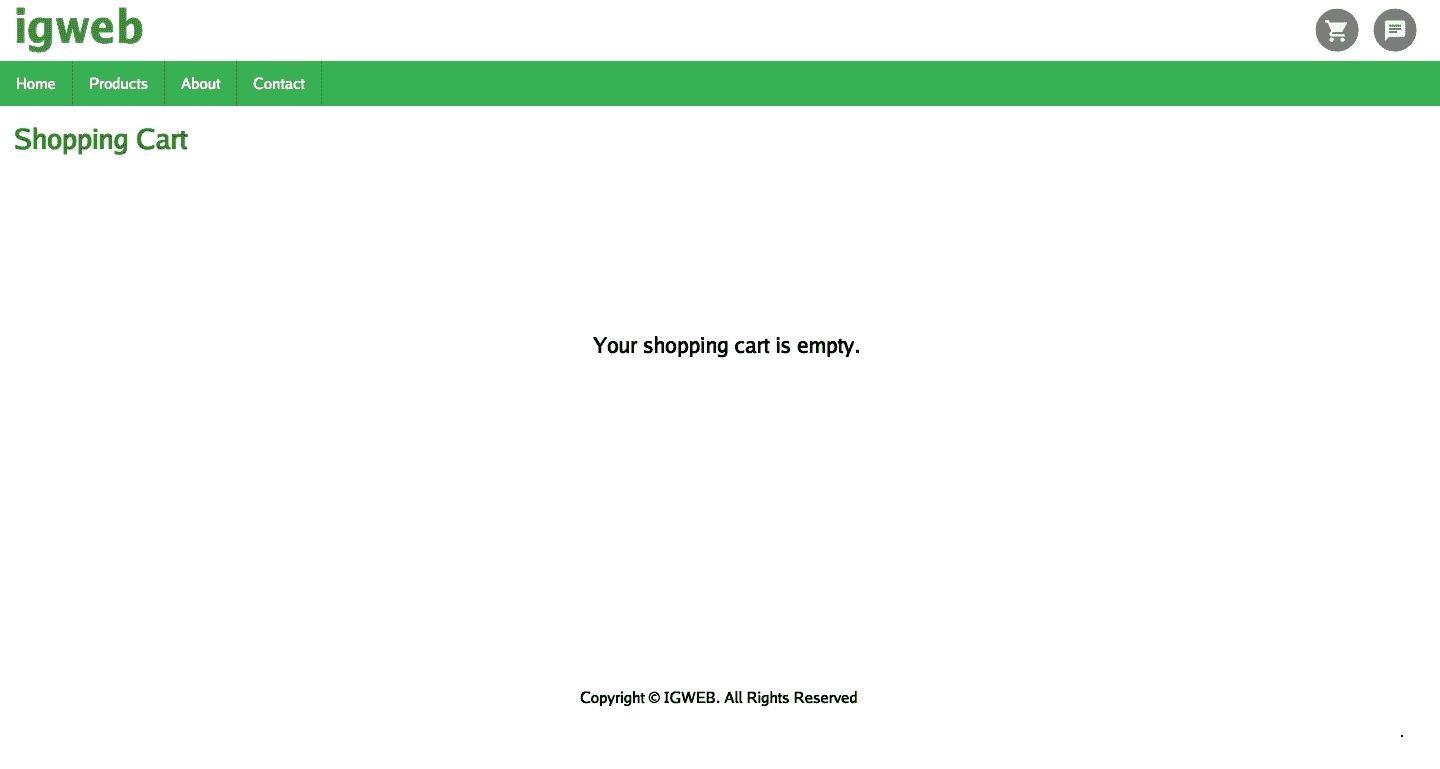 igweb
Home Products About Contact
Shopping Cart
Your shopping cart is empty.
Copyright © IGWEB. All Rights Reserved